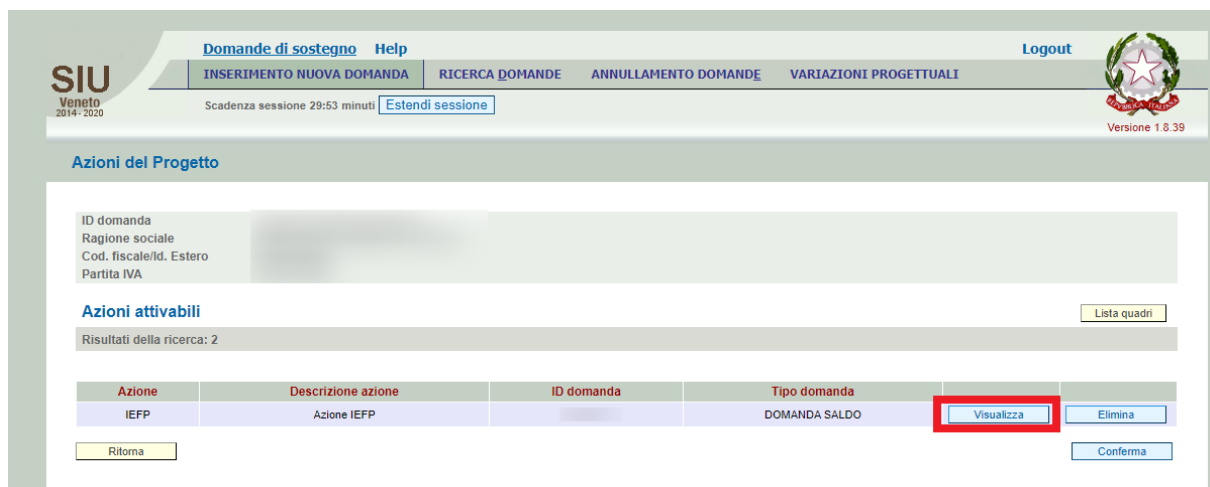 Domande di sostegno Help Logout
SIU
Veneto
2014 - 2020
INSERIMENTO NUOVA DOMANDA RICERCA DOMANDE ANNULLAMENTO DOMANDE VARIAZIONI PROGETTUALI
Scadenza sessione 29:53 minuti Estendi sessione
REPVBBLICA ITALIANA
Versione 1.8.39
Azioni del Progetto
ID domanda
Ragione sociale
Cod. fiscale/Id. Estero
Partita IVA
Azioni attivabili Lista quadri
Risultati della ricerca: 2
Azione Descrizione azione ID domanda Tipo domanda
IEFP Azione IEFP DOMANDA SALDO Visualizza Elimina
Ritorna Conferma